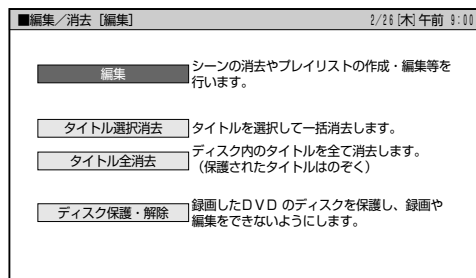 ■編集／消去［編集］ 2/26[木]午前 9:00
編集 シーンの消去やプレイリストの作成・編集等を
行います。
タイトル選択消去 タイトルを選択して一括消去します。
タイトル全消去 ディスク内のタイトルを全て消去します。
（保護されたタイトルはのぞく）
ディスク保護・解除 録画したＤＶＤ のディスクを保護し、録画や
編集をできないようにします。